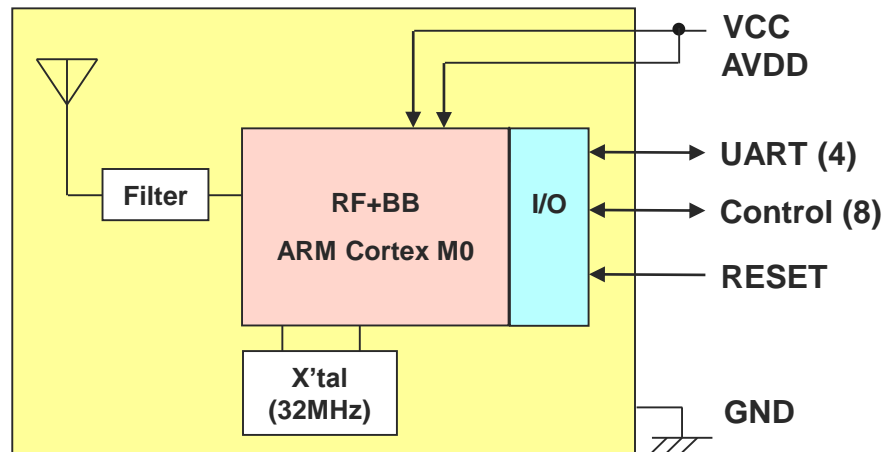 VCC
AVDD
UART (4)
Filter
RF+BB
I/O
Control (8)
ARM Cortex M0
RESET
X’tal
(32MHz)
GND